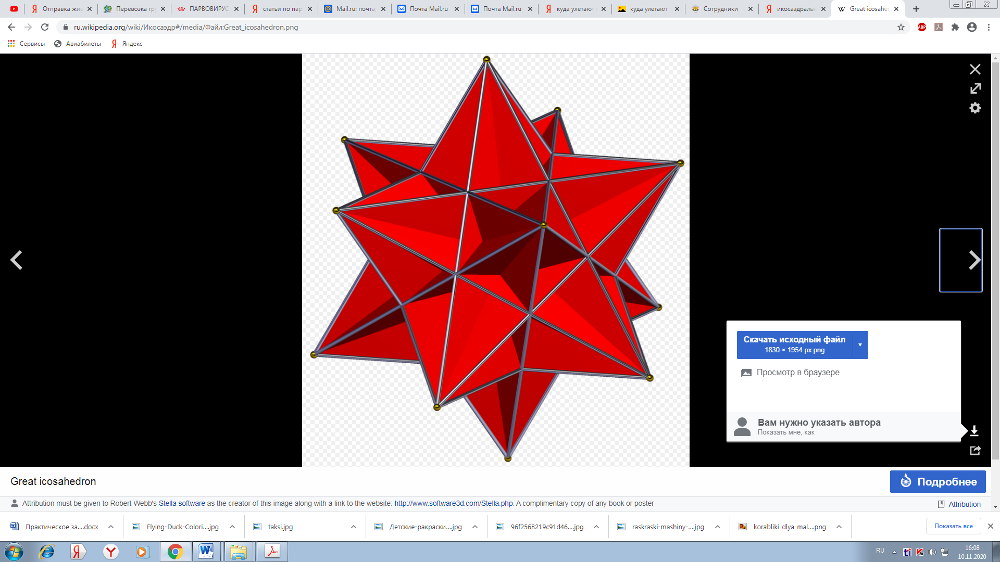 Отправка жив
Перевозка гру
ПАРВОВИРУС
статьи по пар
Mail.ru: почта,
Почта Mail.ru
Почта Mail.ru
куда улетают
куда улетают
Сотрудники
икосаэдральн
Great icosahed
ru.wikipedia.org/wiki/Икосаэдр#/media/Файл:Great_icosahedron.png
ABP
Сервисы
Авиабилеты
Яндекс
Скачать исходный файл
1830 × 1954 px png
Просмотр в браузере
Вам нужно указать автора
Показать мне, как
Great icosahedron
Подробнее
Attribution must be given to Robert Webb's Stella software as the creator of this image along with a link to the website: http://www.software3d.com/Stella.php. A complimentary copy of any book or poster
Attribution
Практическое за....docx
Flying-Duck-Colori....jpg
taksi.jpg
Детские-ракраски....jpg
96f2568219c91d46....jpg
raskraski-mashiny-....jpg
korabliki_dlya_mal....png
Показать все
RU
16:08
10.11.2020